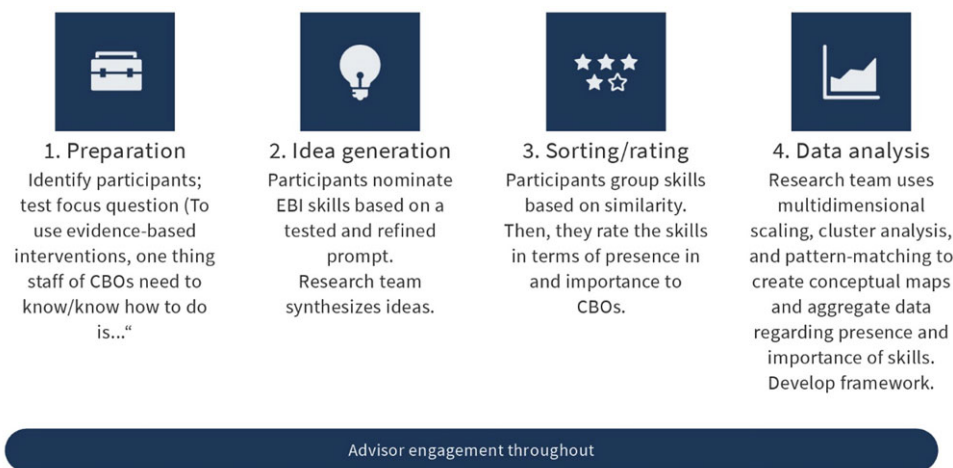 1. Preparation
Identify participants;
test focus question (To
use evidence-based
interventions, one thing
staff of CBOs need to
know/know how to do
is...“
2. Idea generation
Participants nominate
EBI skills based on a
tested and refined
prompt.
Research team
synthesizes ideas.
3. Sorting/rating
Participants group skills
based on similarity.
Then, they rate the skills
in terms of presence in
and importance to
CBOs.
4. Data analysis
Research team uses
multidimensional
scaling, cluster analysis,
and pattern-matching to
create conceptual maps
and aggregate data
regarding presence and
importance of skills.
Develop framework.
Advisor engagement throughout